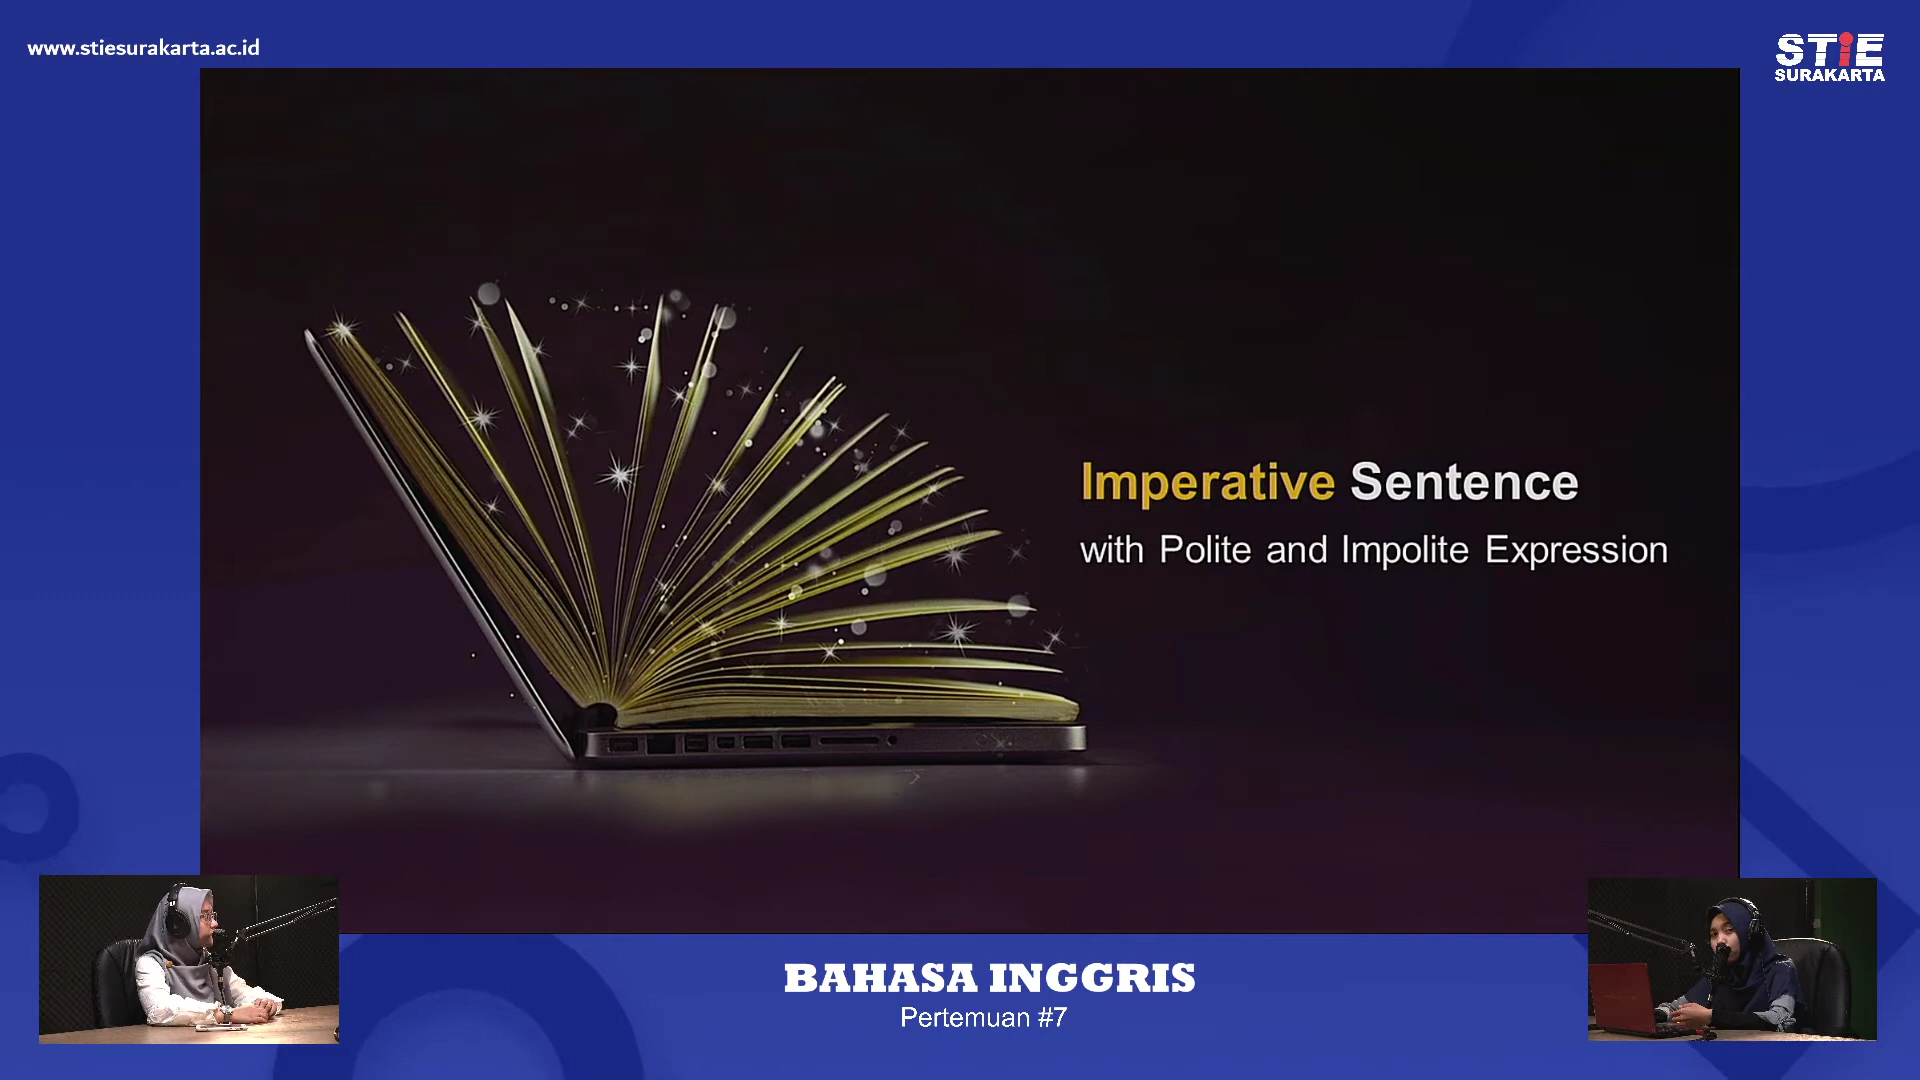 www.stiesurakarta.ac.id
STiE
SURAKARTA
Imperative Sentence
with Polite and Impolite Expression
BAHASA INGGRIS
Pertemuan #7